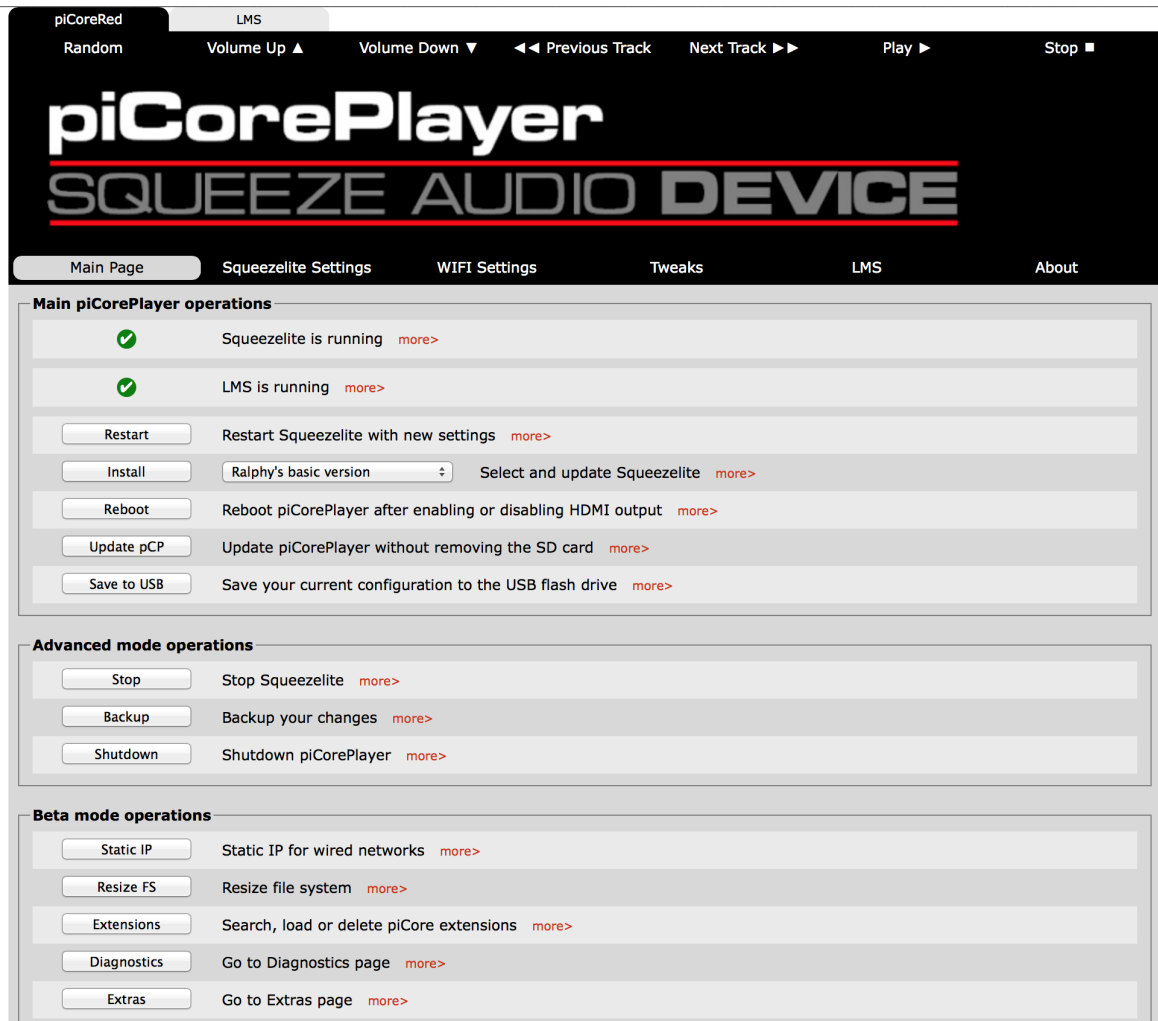 piCoreRed LMS
Random Volume Up ▲ Volume Down ▼ ◄◄ Previous Track Next Track ►► Play ► Stop ■
piCorePlayer
SQUEEZE AUDIO DEVICE
Main Page Squeezelite Settings WIFI Settings Tweaks LMS About
Main piCorePlayer operations
Squeezelite is running more>
LMS is running more>
Restart Restart Squeezelite with new settings more>
Install Ralphy's basic version Select and update Squeezelite more>
Reboot Reboot piCorePlayer after enabling or disabling HDMI output more>
Update pCP Update piCorePlayer without removing the SD card more>
Save to USB Save your current configuration to the USB flash drive more>
Advanced mode operations
Stop Stop Squeezelite more>
Backup Backup your changes more>
Shutdown Shutdown piCorePlayer more>
Beta mode operations
Static IP Static IP for wired networks more>
Resize FS Resize file system more>
Extensions Search, load or delete piCore extensions more>
Diagnostics Go to Diagnostics page more>
Extras Go to Extras page more>